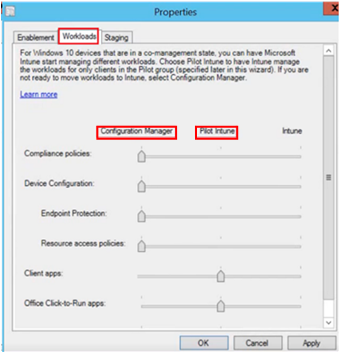 Properties
Enablement Workloads Staging
For Windows 10 devices that are in a co-management state, you can have Microsoft
Intune start managing different workloads. Choose Pilot Intune to have Intune manage
the workloads for only clients in the Pilot group (specified later in this wizard). If you are
not ready to move workloads to Intune, select Configuration Manager.
Learn more
Configuration Manager Pilot Intune Intune
Compliance policies:
Device Configuration:
Endpoint Protection:
Resource access policies:
Client apps:
Office Click-to-Run apps:
OK Cancel Apply